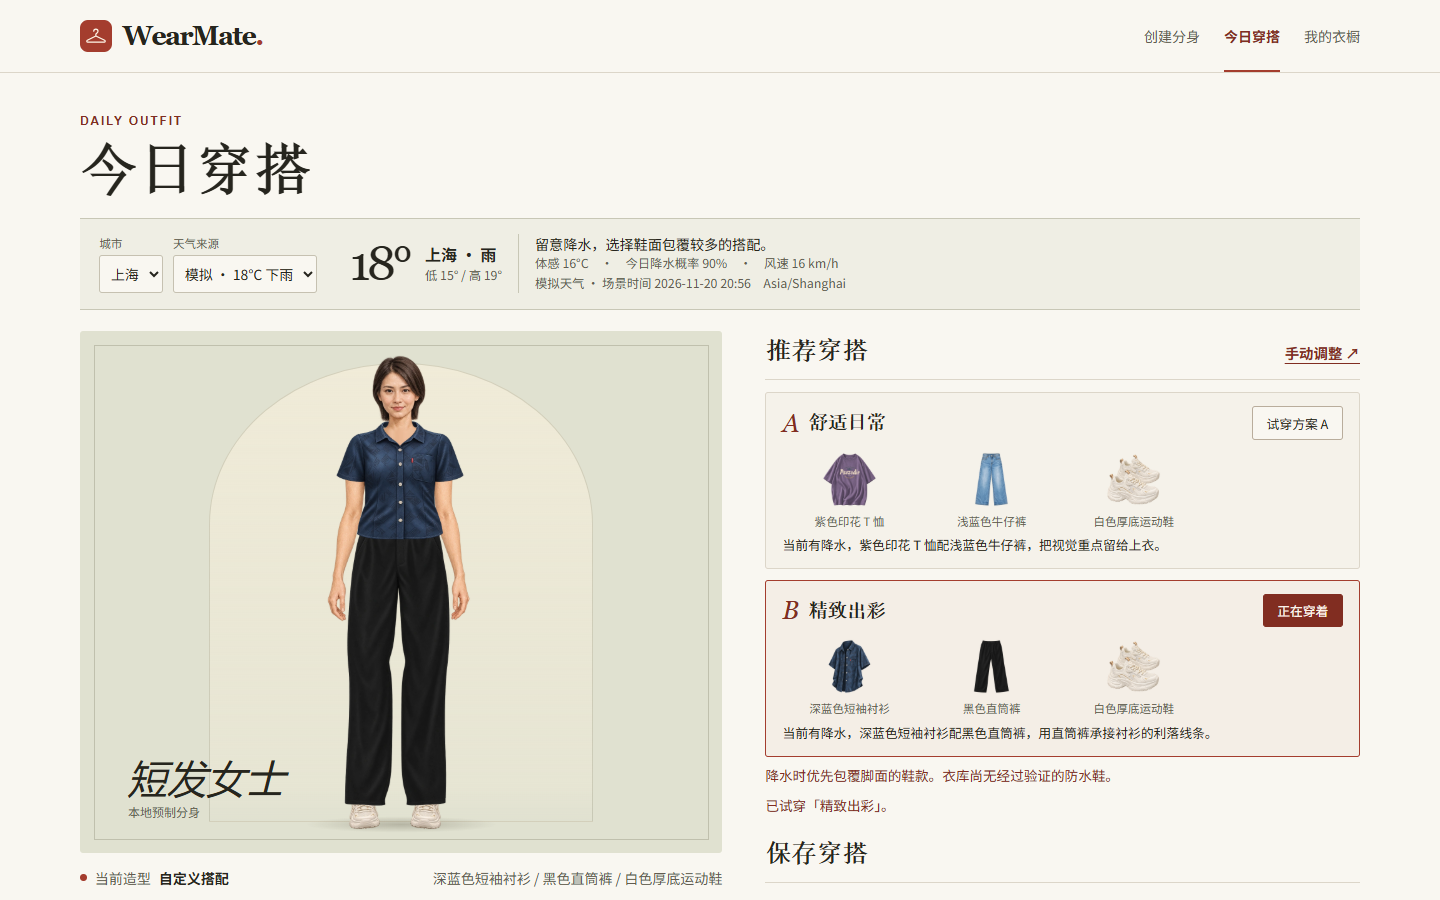 WearMate.
创建分身 今日穿搭 我的衣橱
DAILY OUTFIT
今日穿搭
城市 天气来源
上海 模拟 · 18°C 下雨
18°
上海 · 雨
低 15° / 高 19°
留意降水，选择鞋面包覆较多的搭配。
体感 16°C · 今日降水概率 90% · 风速 16 km/h
模拟天气 · 场景时间 2026-11-20 20:56 Asia/Shanghai
短发女士
本地预制分身
当前造型 自定义搭配 深蓝色短袖衬衫 / 黑色直筒裤 / 白色厚底运动鞋
推荐穿搭 手动调整 ↗
A 舒适日常 试穿方案 A
紫色印花 T 恤 浅蓝色牛仔裤 白色厚底运动鞋
当前有降水，紫色印花 T 恤配浅蓝色牛仔裤，把视觉重点留给上衣。
B 精致出彩 正在穿着
深蓝色短袖衬衫 黑色直筒裤 白色厚底运动鞋
当前有降水，深蓝色短袖衬衫配黑色直筒裤，用直筒裤承接衬衫的利落线条。
降水时优先包覆脚面的鞋款。衣库尚无经过验证的防水鞋。
已试穿「精致出彩」。
保存穿搭